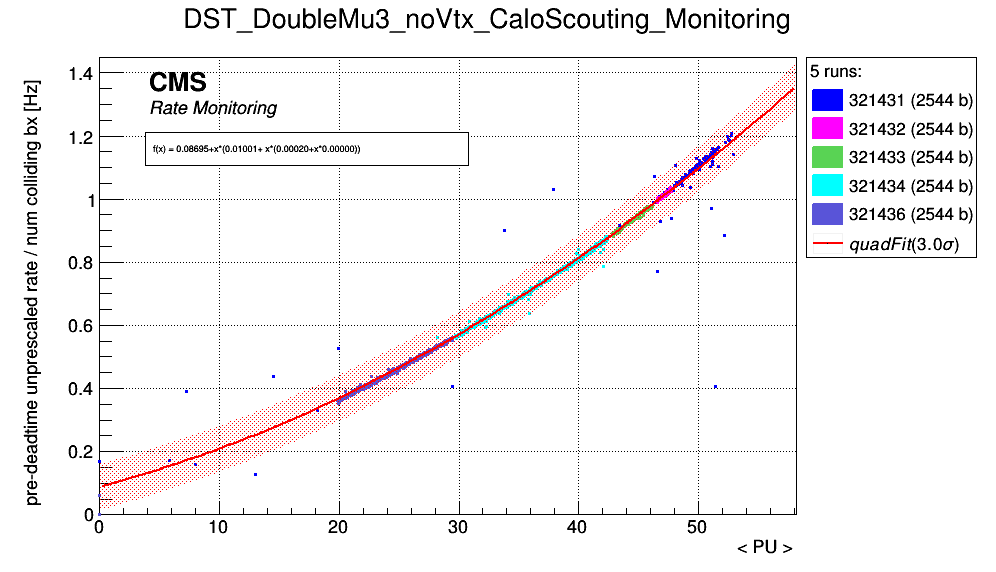 DST_DoubleMu3_noVtx_CaloScouting_Monitoring
pre-deadtime unprescaled rate / num colliding bx [Hz]
CMS
Rate Monitoring
f(x) = 0.08695+x*(0.01001+ x*(0.00020+x*0.00000))
1.4
1.2
1
0.8
0.6
0.4
0.2
0
0 10 20 30 40 50
< PU >
5 runs:
321431 (2544 b)
321432 (2544 b)
321433 (2544 b)
321434 (2544 b)
321436 (2544 b)
quadFit(3.0σ)